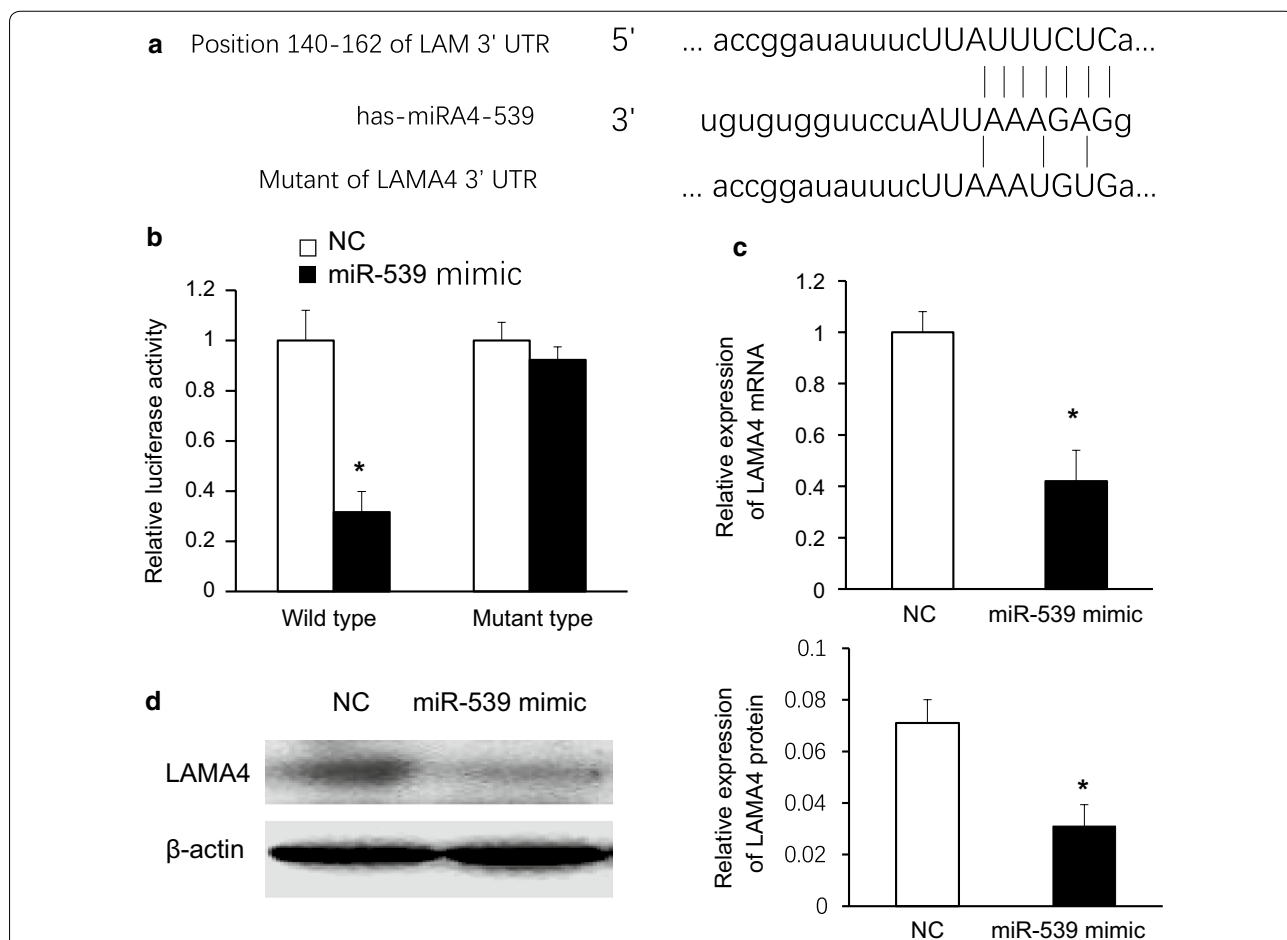 a Position 140-162 of LAM 3' UTR 5' ... accggauauuucUUAUUUCUCa...
has-miRA4-539 3' ugugugguuccuAUUAAAGAGg
Mutant of LAMA4 3' UTR ... accggauauuucUUAAAUGUGa...
b
NC
miR-539 mimic
Relative luciferase activity
1.2
1
0.8
0.6
0.4
0.2
0
*
Wild type Mutant type
c
Relative expression
of LAMA4 mRNA
1.2
1
0.8
0.6
0.4
0.2
0
*
NC miR-539 mimic
d
NC miR-539 mimic
LAMA4
β-actin
Relative expression
of LAMA4 protein
0.1
0.08
0.06
0.04
0.02
0
*
NC miR-539 mimic